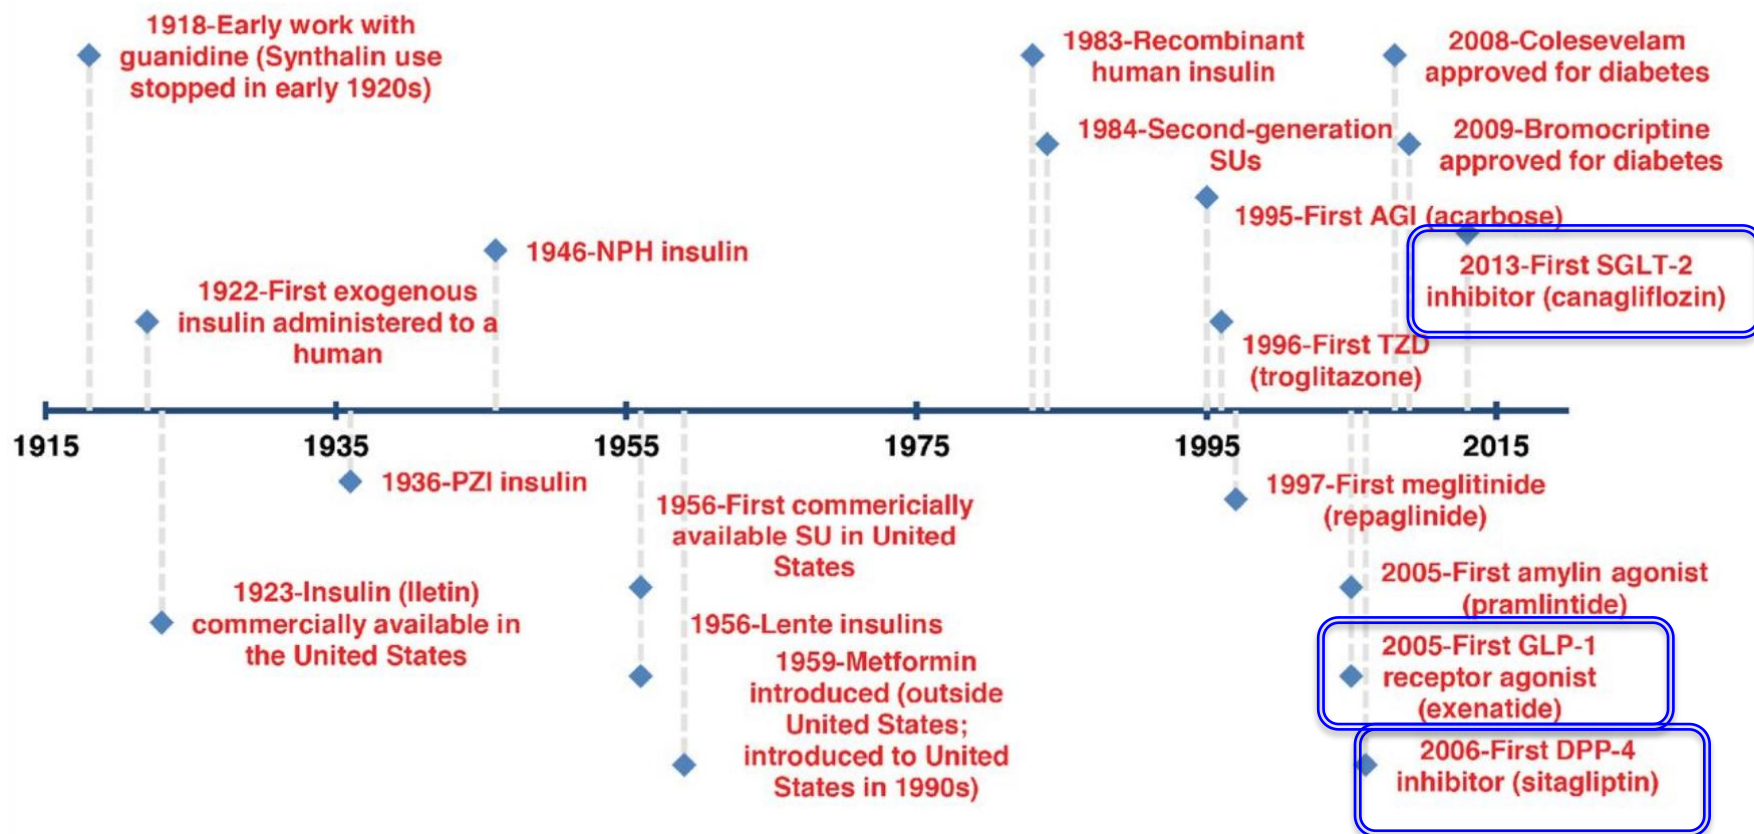 1918-Early work with
guanidine (Synthalin use
stopped in early 1920s)
1983-Recombinant
human insulin
2008-Colesevelam
approved for diabetes
1984-Second-generation
SUs
2009-Bromocriptine
approved for diabetes
1995-First AGI (acarbose)
1946-NPH insulin
2013-First SGLT-2
inhibitor (canagliflozin)
1922-First exogenous
insulin administered to a
human
1996-First TZD
(troglitazone)
1915
1935
1955
1975
1995
2015
1936-PZI insulin
1997-First meglitinide
(repaglinide)
1956-First commericially
available SU in United
States
2005-First amylin agonist
(pramlintide)
1923-Insulin (lletin)
commercially available in
the United States
1956-Lente insulins
2005-First GLP-1
receptor agonist
(exenatide)
1959-Metformin
introduced (outside
United States;
introduced to United
States in 1990s)
2006-First DPP-4
inhibitor (sitagliptin)